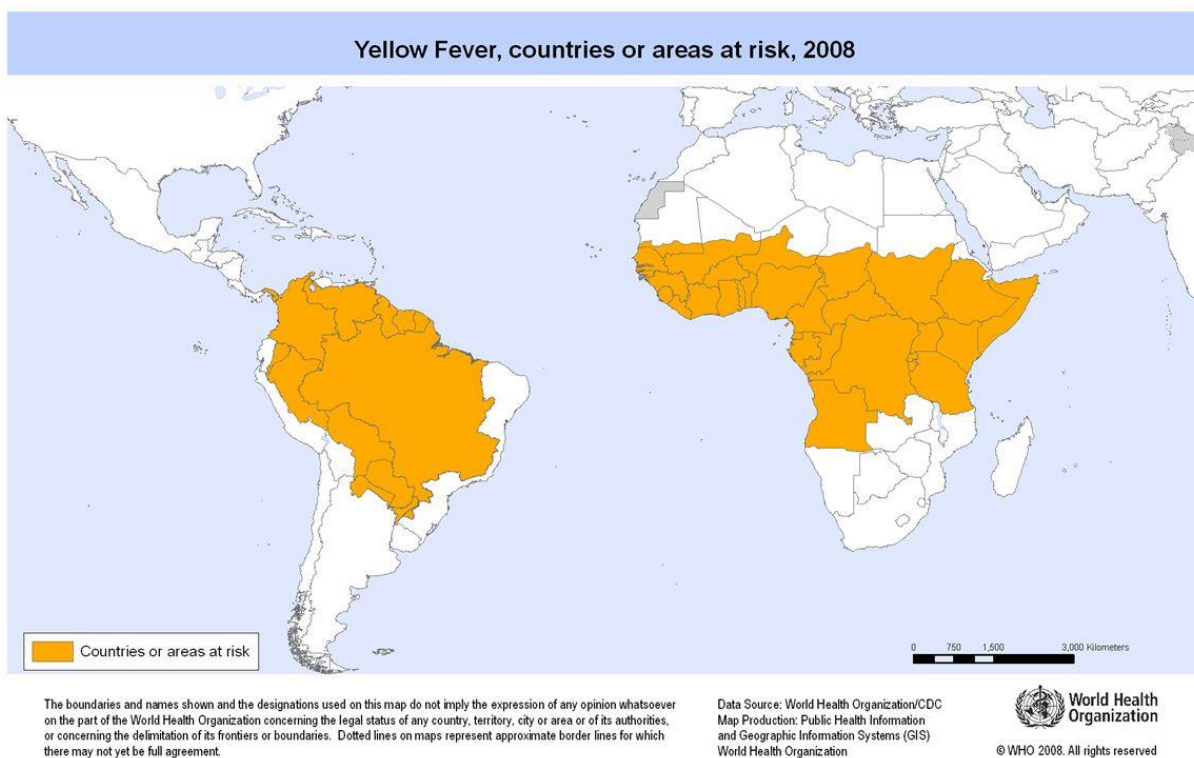 Yellow Fever, countries or areas at risk, 2008
Countries or areas at risk
0 750 1,500 3,000 Kilometers
The boundaries and names shown and the designations used on this map do not imply the expression of any opinion whatsoever
on the part of the World Health Organization concerning the legal status of any country, territory, city or area or of its authorities,
or concerning the delimitation of its frontiers or boundaries. Dotted lines on maps represent approximate border lines for which
there may not yet be full agreement.
Data Source: World Health Organization/CDC
Map Production: Public Health Information
and Geographic Information Systems (GIS)
World Health Organization
World Health
Organization
© WHO 2008. All rights reserved